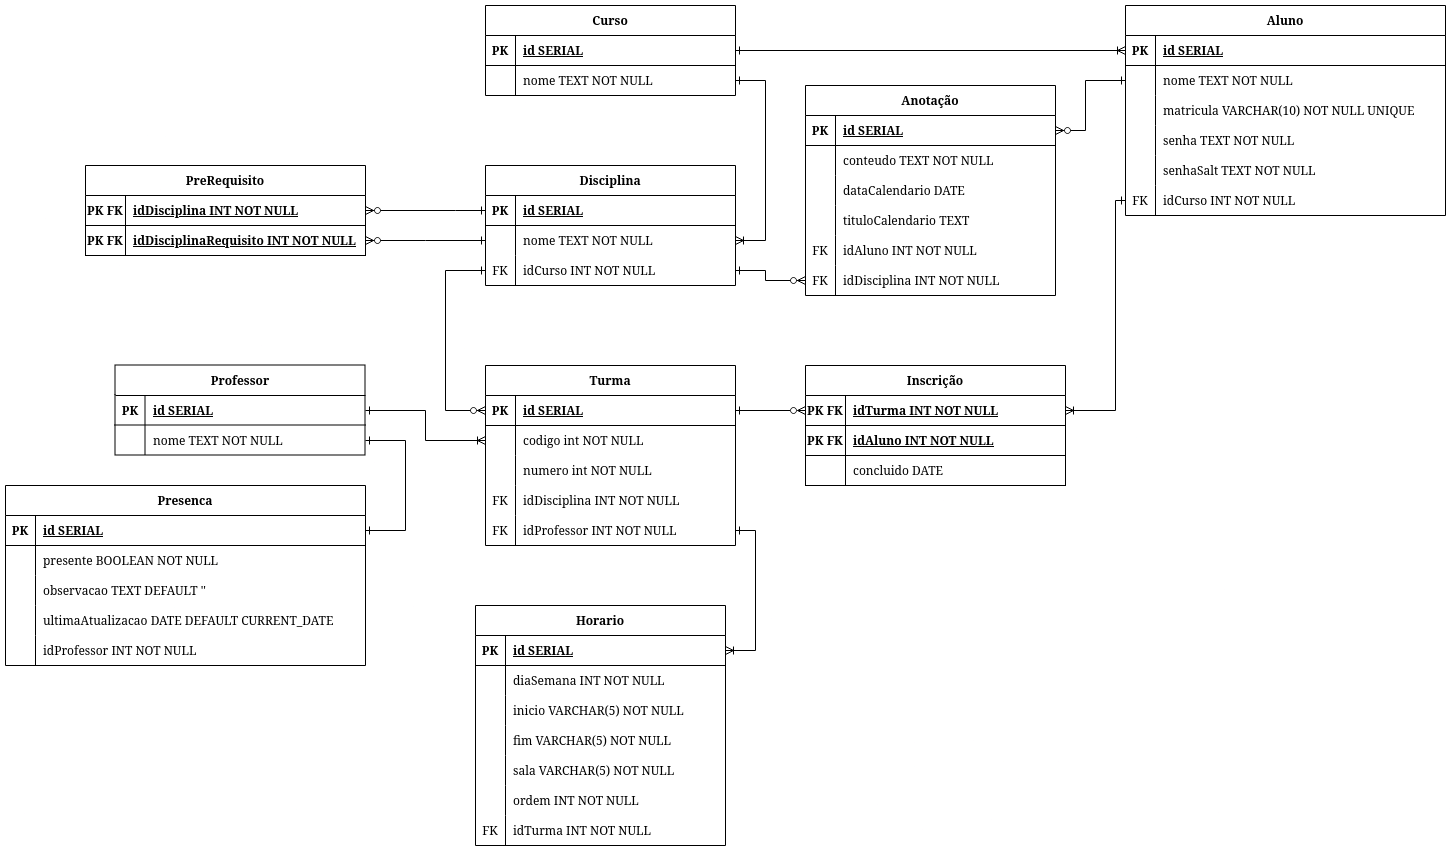 Curso
PK id SERIAL
nome TEXT NOT NULL
Aluno
PK id SERIAL
nome TEXT NOT NULL
matricula VARCHAR(10) NOT NULL UNIQUE
senha TEXT NOT NULL
senhaSalt TEXT NOT NULL
FK idCurso INT NOT NULL
Anotação
PK id SERIAL
conteudo TEXT NOT NULL
dataCalendario DATE
tituloCalendario TEXT
FK idAluno INT NOT NULL
FK idDisciplina INT NOT NULL
PreRequisito
PK FK idDisciplina INT NOT NULL
PK FK idDisciplinaRequisito INT NOT NULL
Disciplina
PK id SERIAL
nome TEXT NOT NULL
FK idCurso INT NOT NULL
Professor
PK id SERIAL
nome TEXT NOT NULL
Turma
PK id SERIAL
codigo int NOT NULL
numero int NOT NULL
FK idDisciplina INT NOT NULL
FK idProfessor INT NOT NULL
Inscrição
PK FK idTurma INT NOT NULL
PK FK idAluno INT NOT NULL
concluido DATE
Presenca
PK id SERIAL
presente BOOLEAN NOT NULL
observacao TEXT DEFAULT ''
ultimaAtualizacao DATE DEFAULT CURRENT_DATE
idProfessor INT NOT NULL
Horario
PK id SERIAL
diaSemana INT NOT NULL
inicio VARCHAR(5) NOT NULL
fim VARCHAR(5) NOT NULL
sala VARCHAR(5) NOT NULL
ordem INT NOT NULL
FK idTurma INT NOT NULL